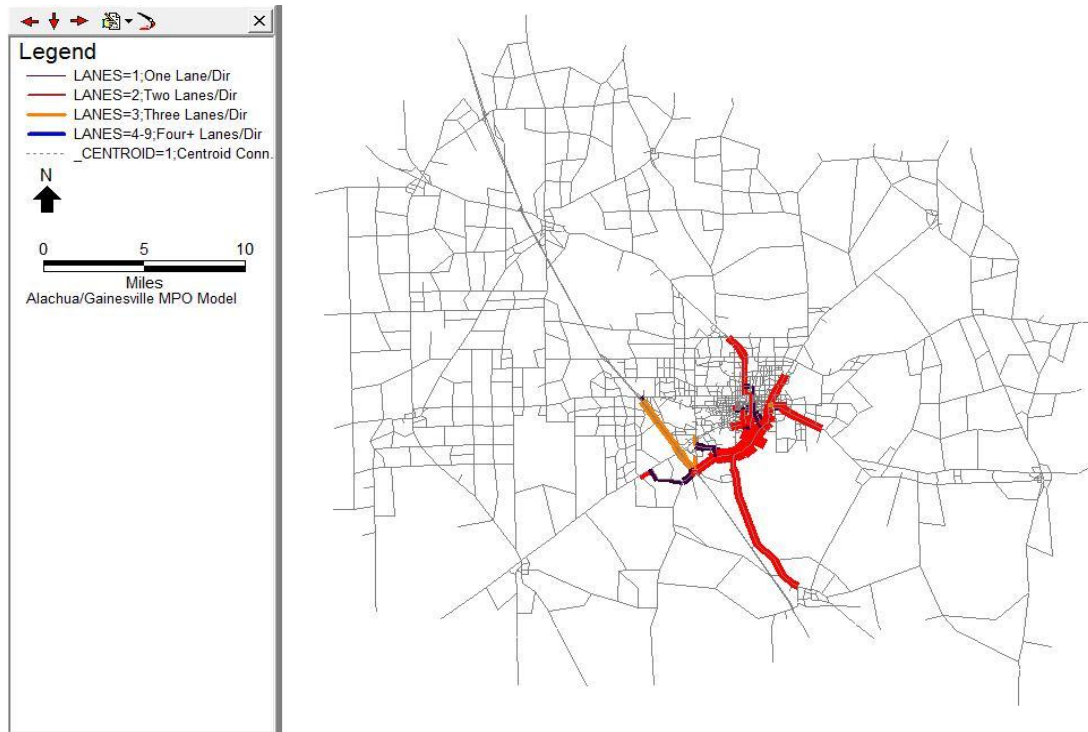 Legend
LANES=1;One Lane/Dir
LANES=2;Two Lanes/Dir
LANES=3;Three Lanes/Dir
LANES=4-9;Four+ Lanes/Dir
_CENTROID=1;Centroid Conn.
N
0 5 10
Miles
Alachua/Gainesville MPO Model